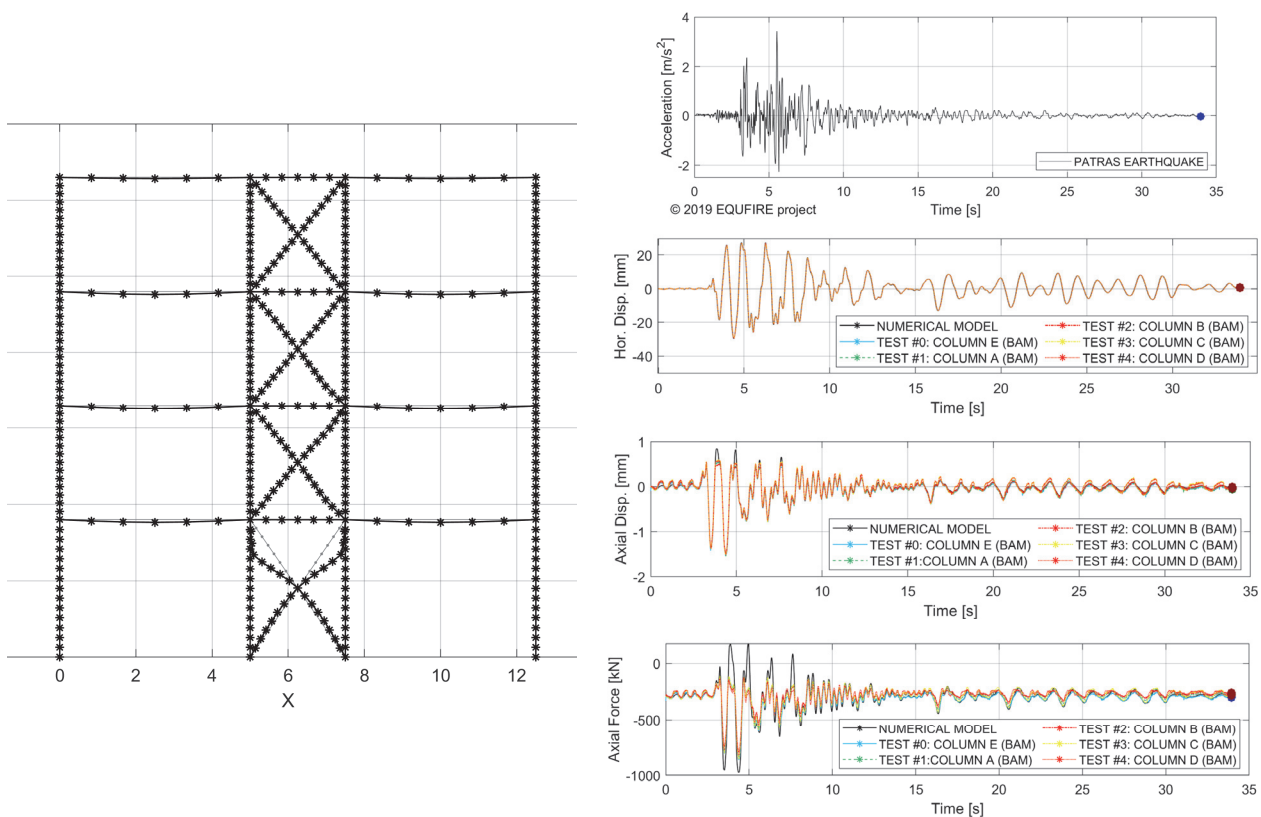 0
2
4
6
8
10
12
X
4
2
0
-2
Acceleration [m/s2]
PATRAS EARTHQUAKE
0
5
10
15
20
25
30
35
© 2019 EQUFIRE project
Time [s]
20
0
-20
-40
Hor. Disp. [mm]
NUMERICAL MODEL
TEST #0: COLUMN E (BAM)
TEST #1: COLUMN A (BAM)
TEST #2: COLUMN B (BAM)
TEST #3: COLUMN C (BAM)
TEST #4: COLUMN D (BAM)
0
5
10
15
20
25
30
Time [s]
1
0
-1
-2
Axial Disp. [mm]
NUMERICAL MODEL
TEST #0: COLUMN E (BAM)
TEST #1:COLUMN A (BAM)
TEST #2: COLUMN B (BAM)
TEST #3: COLUMN C (BAM)
TEST #4: COLUMN D (BAM)
0
5
10
15
20
25
30
35
Time [s]
0
-500
-1000
Axial Force [kN]
NUMERICAL MODEL
TEST #0: COLUMN E (BAM)
TEST #1:COLUMN A (BAM)
TEST #2: COLUMN B (BAM)
TEST #3: COLUMN C (BAM)
TEST #4: COLUMN D (BAM)
0
5
10
15
20
25
30
35
Time [s]